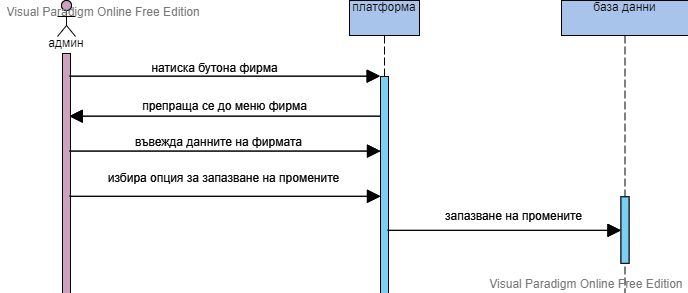 Visual Paradigm Online Free Edition
админ
платформа
база данни
натиска бутона фирма
препраща се до меню фирма
въвежда данните на фирмата
избира опция за запазване на промените
запазване на промените
Visual Paradigm Online Free Edition